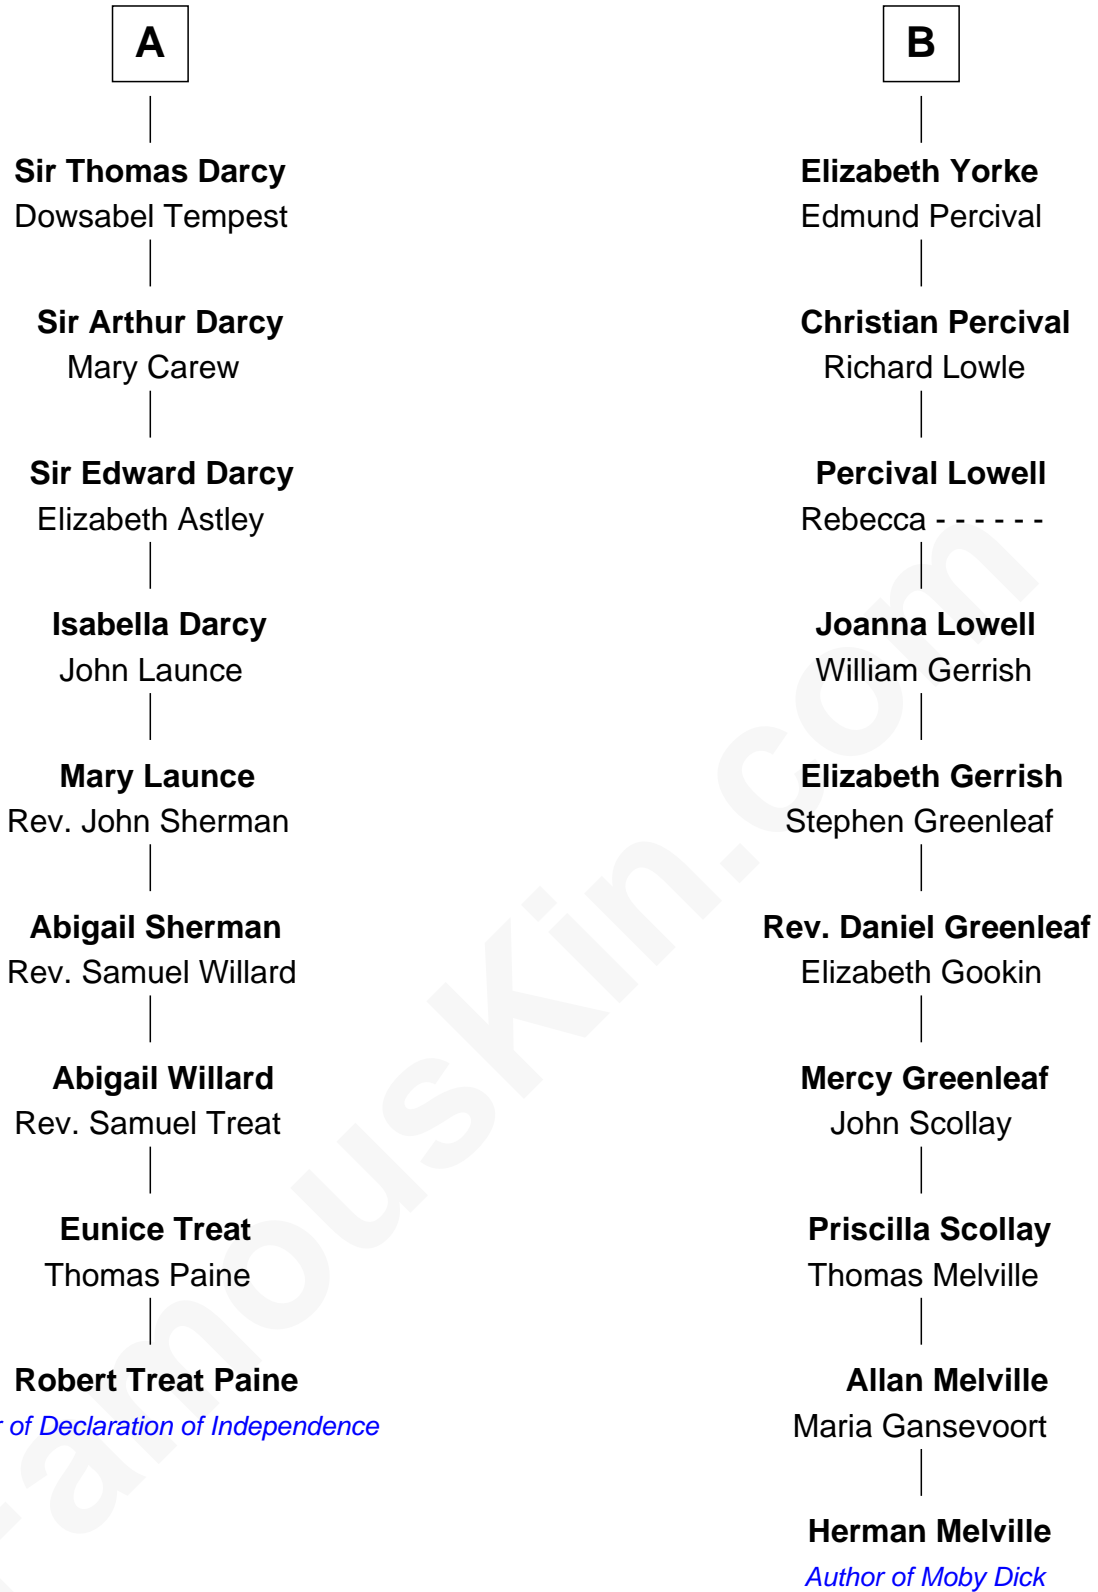 A
Sir Thomas Darcy
Dowsabel Tempest
Sir Arthur Darcy
Mary Carew
Sir Edward Darcy
Elizabeth Astley
Isabella Darcy
John Launce
Mary Launce
Rev. John Sherman
Abigail Sherman
Rev. Samuel Willard
Abigail Willard
Rev. Samuel Treat
Eunice Treat
Thomas Paine
Robert Treat Paine
of Declaration of Independence
B
Elizabeth Yorke
Edmund Percival
Christian Percival
Richard Lowle
Percival Lowell
Rebecca - - - - - -
Joanna Lowell
William Gerrish
Elizabeth Gerrish
Stephen Greenleaf
Rev. Daniel Greenleaf
Elizabeth Gookin
Mercy Greenleaf
John Scollay
Priscilla Scollay
Thomas Melville
Allan Melville
Maria Gansevoort
Herman Melville
Author of Moby Dick
FamousKin.com